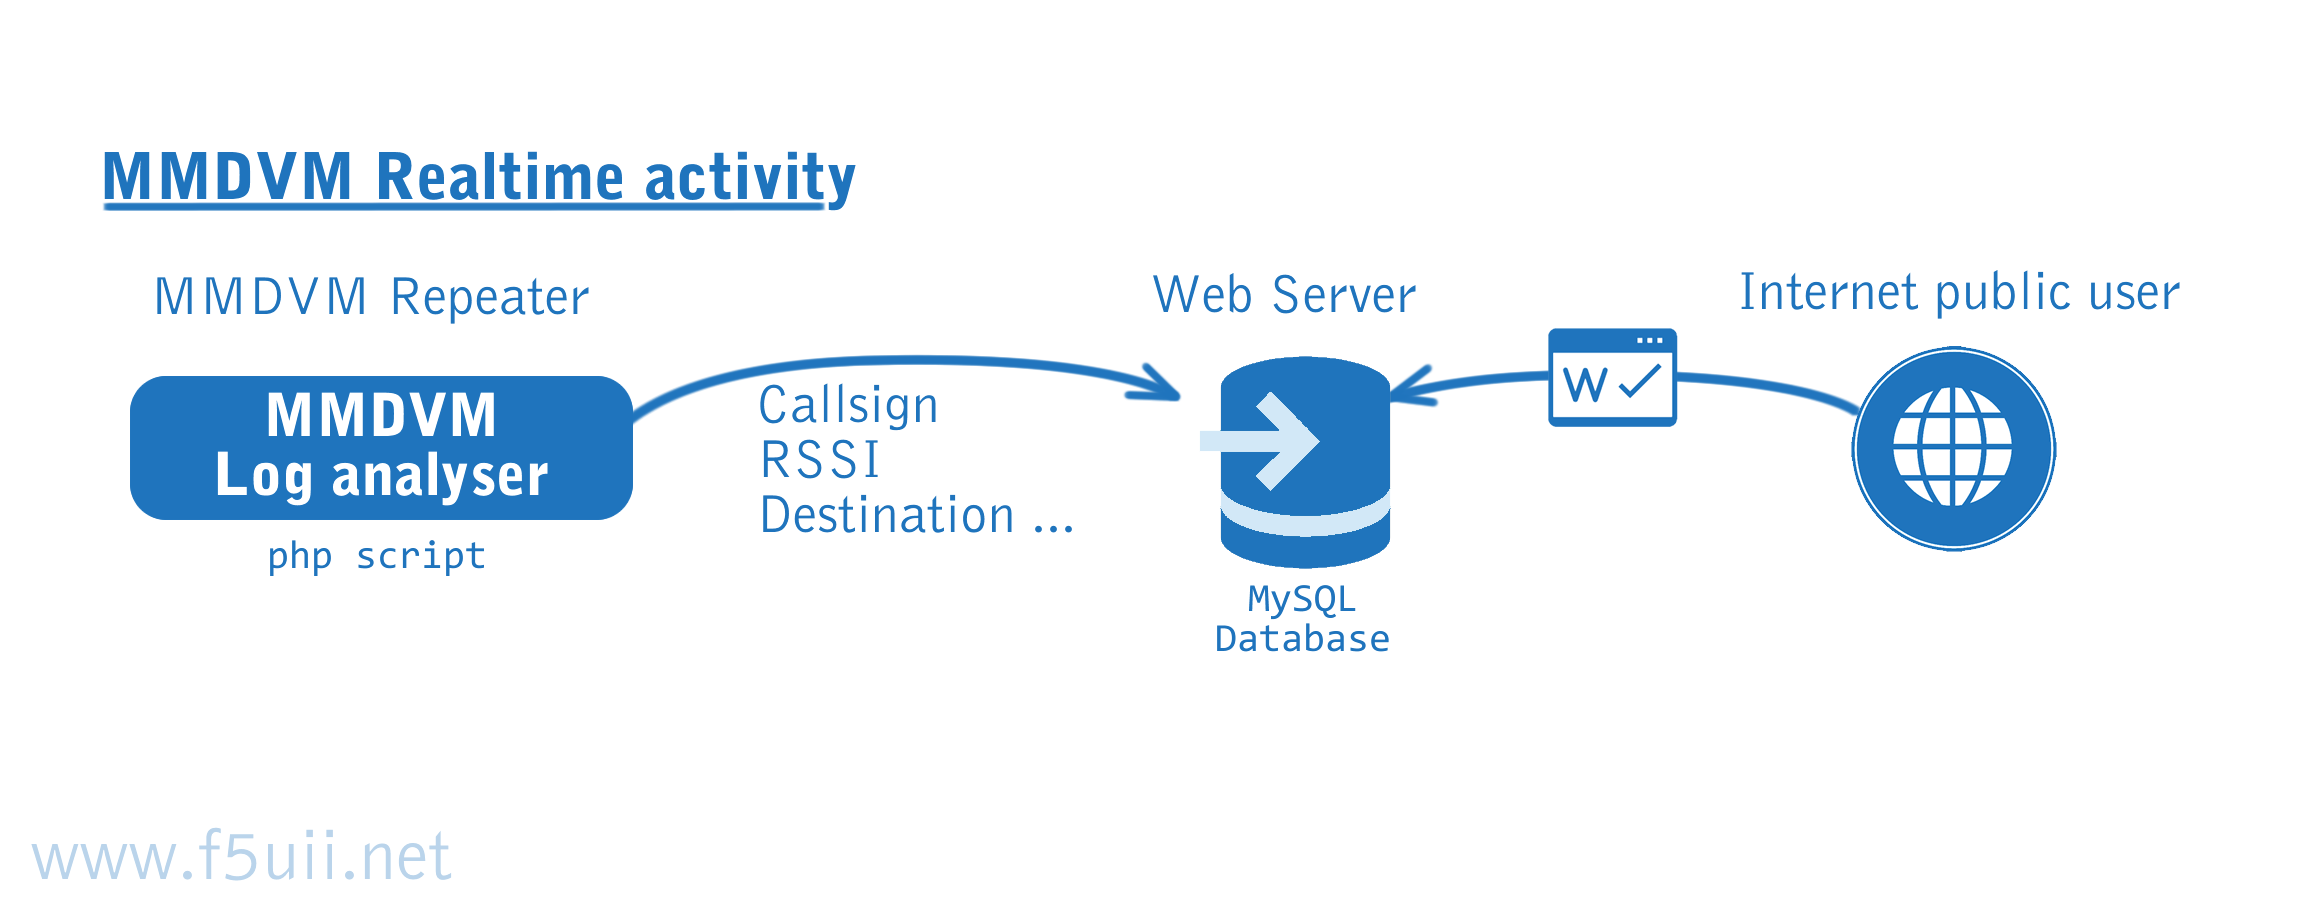 MMDVM Realtime activity
MMDVM Repeater
MMDVM
Log analyser
php script
Callsign
RSSI
Destination ...
Web Server
MySQL
Database
W
Internet public user
www.f5uii.net